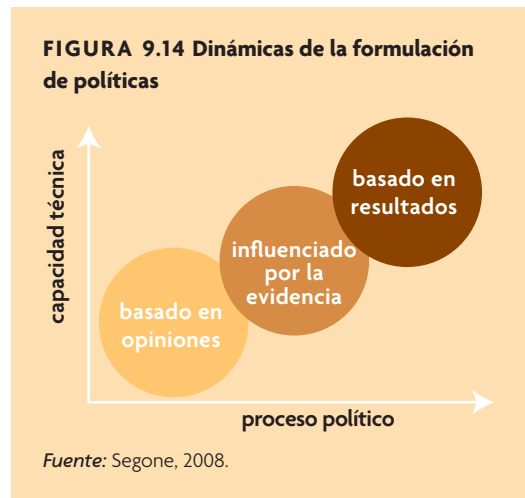 FIGURA 9.14 Dinámicas de la formulación
de políticas
capacidad técnica
basado en
resultados
influenciado
por la
evidencia
basado en
opiniones
proceso político
Fuente: Segone, 2008.